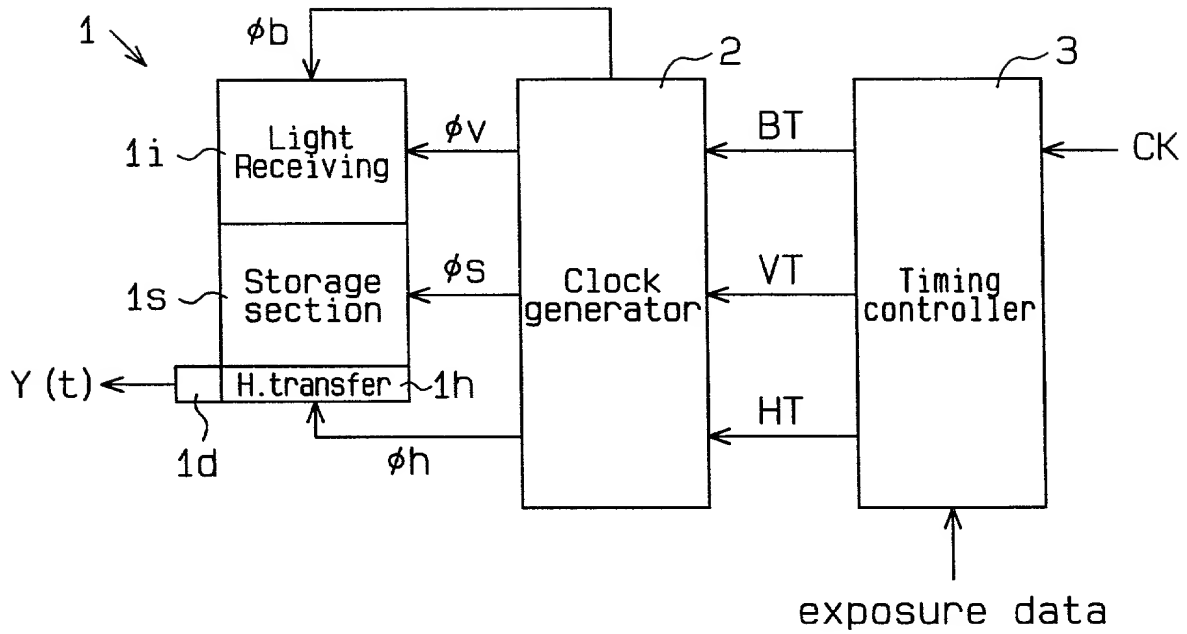 1
φb
2
3
Light
Receiving
1i
φv
BT
CK
Storage
section
1s
φs
Clock
generator
VT
Timing
controller
Y(t)
H.transfer
1h
HT
1d
φh
exposure data